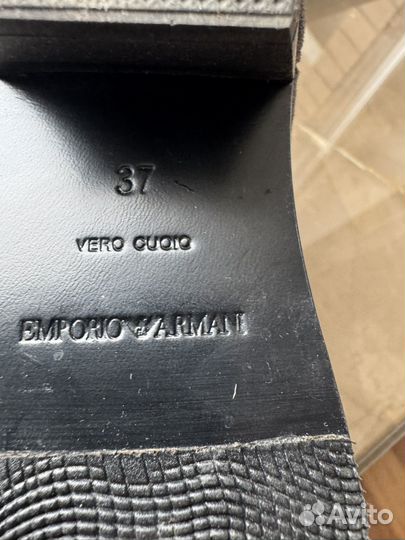 37
VERO CUOIO
EMPORIO ARMANI
Avito